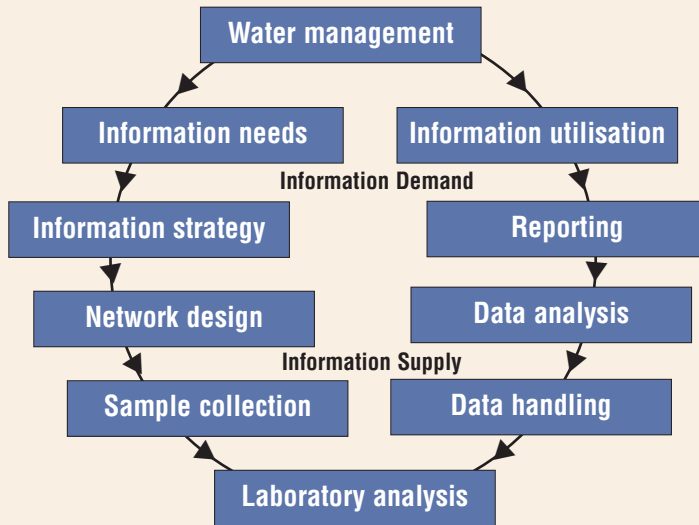 Water management
Information needs
Information utilisation
Information Demand
Information strategy
Reporting
Network design
Data analysis
Information Supply
Sample collection
Data handling
Laboratory analysis